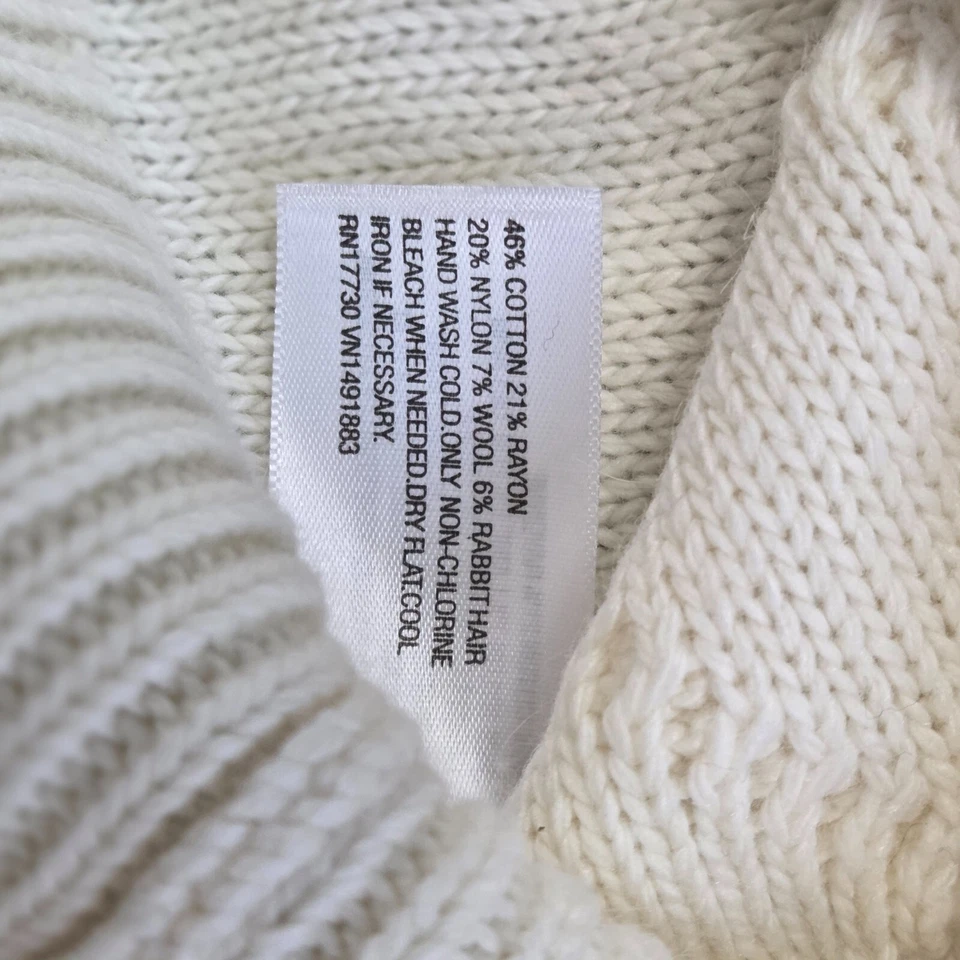 46% COTTON 21% RAYON
20% NYLON 7% WOOL 6% RABBIT HAIR
HAND WASH COLD.ONLY NON-CHLORINE
BLEACH WHEN NEEDED.DRY FLAT.COOL
IRON IF NECESSARY.
RN17730 VN1491883